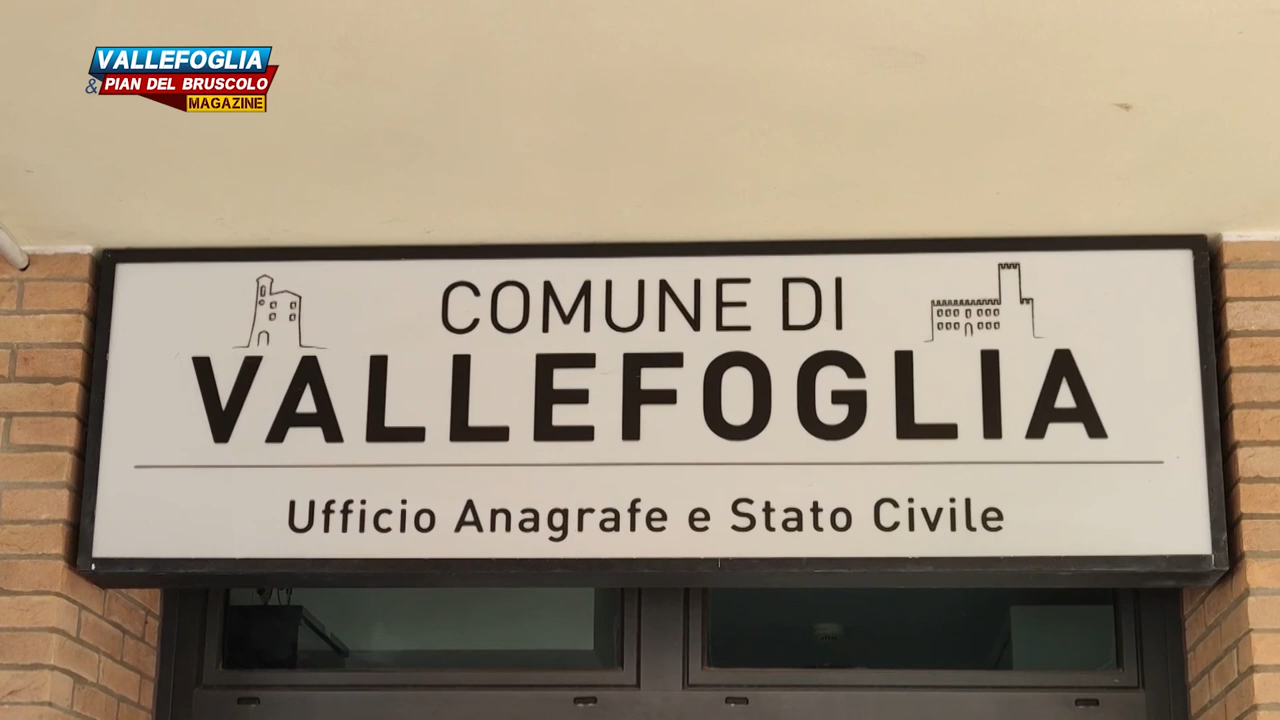 VALLEFOGLIA
& PIAN DEL BRUSCOLO
MAGAZINE
COMUNE DI
VALLEFOGLIA
Ufficio Anagrafe e Stato Civile